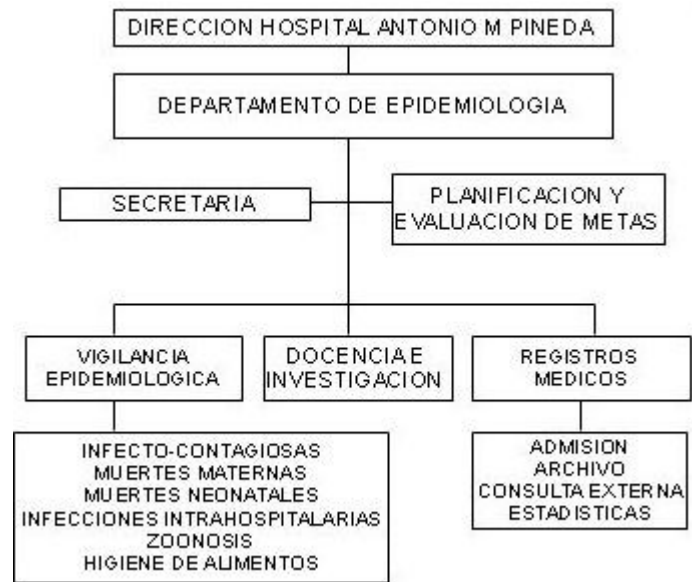 DIRECCION HOSPITAL ANTONIO M PINEDA
DEPARTAMENTO DE EPIDEMIOLOGIA
SECRETARIA
PLANIFICACION Y
EVALUACION DE METAS
VIGILANCIA
EPIDEMIOLOGICA
DOCENCIA E
INVESTIGACION
REGISTROS
MEDICOS
INFECTO-CONTAGIOSAS
MUERTES MATERNAS
MUERTES NEONATALES
INFECCIONES INTRAHOSPITALARIAS
ZOONOSIS
HIGIENE DE ALIMENTOS
ADMISION
ARCHIVO
CONSULTA EXTERNA
ESTADISTICAS